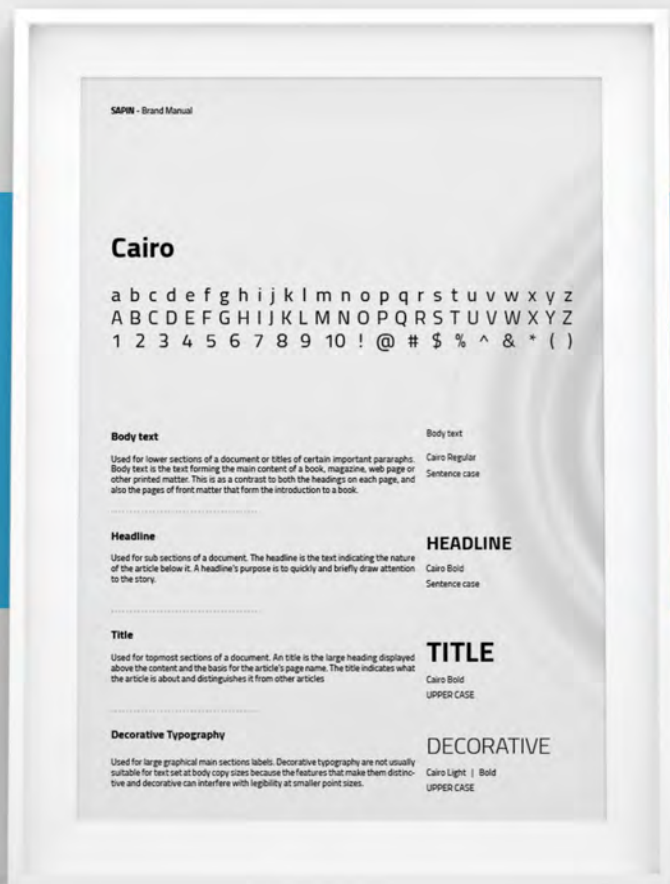 SAPIN - Brand Manual
Cairo
a b c d e f g h i j k l m n o p q r s t u v w x y z
A B C D E F G H I J K L M N O P Q R S T U V W X Y Z
1 2 3 4 5 6 7 8 9 10 ! @ # $ % ^ & * ( )
Body text
Used for lower sections of a document or titles of certain important pararaphs.
Body text is the text forming the main content of a book, magazine, web page or
other printed matter. This is as a contrast to both the headings on each page, and
also the pages of front matter that form the introduction to a book.
Body text
Cairo Regular
Sentence case
Headline
Used for sub sections of a document. The headline is the text indicating the nature
of the article below it. A headline's purpose is to quickly and briefly draw attention
to the story.
HEADLINE
Cairo Bold
Sentence case
Title
Used for topmost sections of a document. An title is the large heading displayed
above the content and the basis for the article's page name. The title indicates what
the article is about and distinguishes it from other articles
TITLE
Cairo Bold
UPPER CASE
Decorative Typography
Used for large graphical main sections labels. Decorative typography are not usually
suitable for text set at body copy sizes because the features that make them distinc-
tive and decorative can interfere with legibility at smaller point sizes.
DECORATIVE
Cairo Light | Bold
UPPER CASE